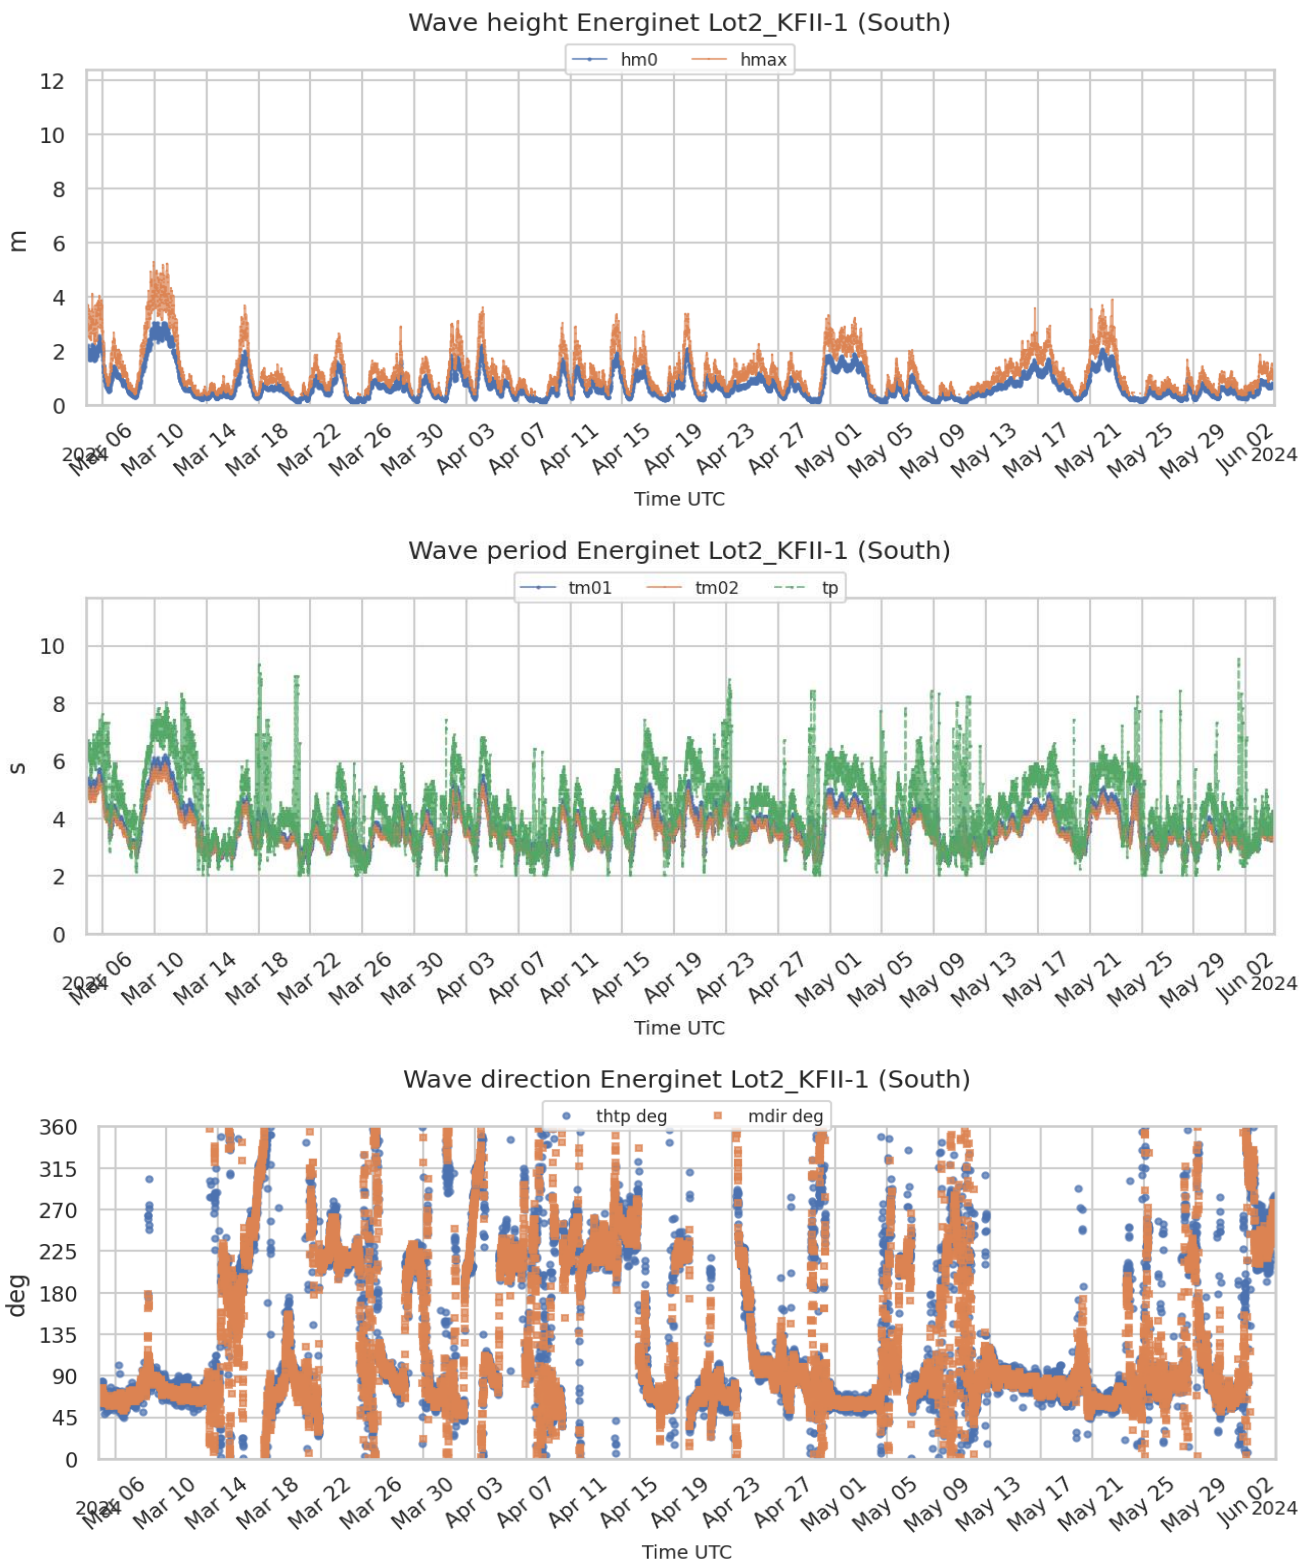 Wave height Energinet Lot2_KFII-1 (South)
hm0 hmax
12
10
8
6
4
2
0
m
Mar 06 Mar 10 Mar 14 Mar 18 Mar 22 Mar 26 Mar 30 Apr 03 Apr 07 Apr 11 Apr 15 Apr 19 Apr 23 Apr 27 May 01 May 05 May 09 May 13 May 17 May 21 May 25 May 29 Jun 02
2024 2024
Time UTC
Wave period Energinet Lot2_KFII-1 (South)
tm01 tm02 tp
10
8
6
4
2
0
s
Mar 06 Mar 10 Mar 14 Mar 18 Mar 22 Mar 26 Mar 30 Apr 03 Apr 07 Apr 11 Apr 15 Apr 19 Apr 23 Apr 27 May 01 May 05 May 09 May 13 May 17 May 21 May 25 May 29 Jun 02
2024 2024
Time UTC
Wave direction Energinet Lot2_KFII-1 (South)
thtp deg mdir deg
360
315
270
225
180
135
90
45
0
deg
Mar 06 Mar 10 Mar 14 Mar 18 Mar 22 Mar 26 Mar 30 Apr 03 Apr 07 Apr 11 Apr 15 Apr 19 Apr 23 Apr 27 May 01 May 05 May 09 May 13 May 17 May 21 May 25 May 29 Jun 02
2024 2024
Time UTC